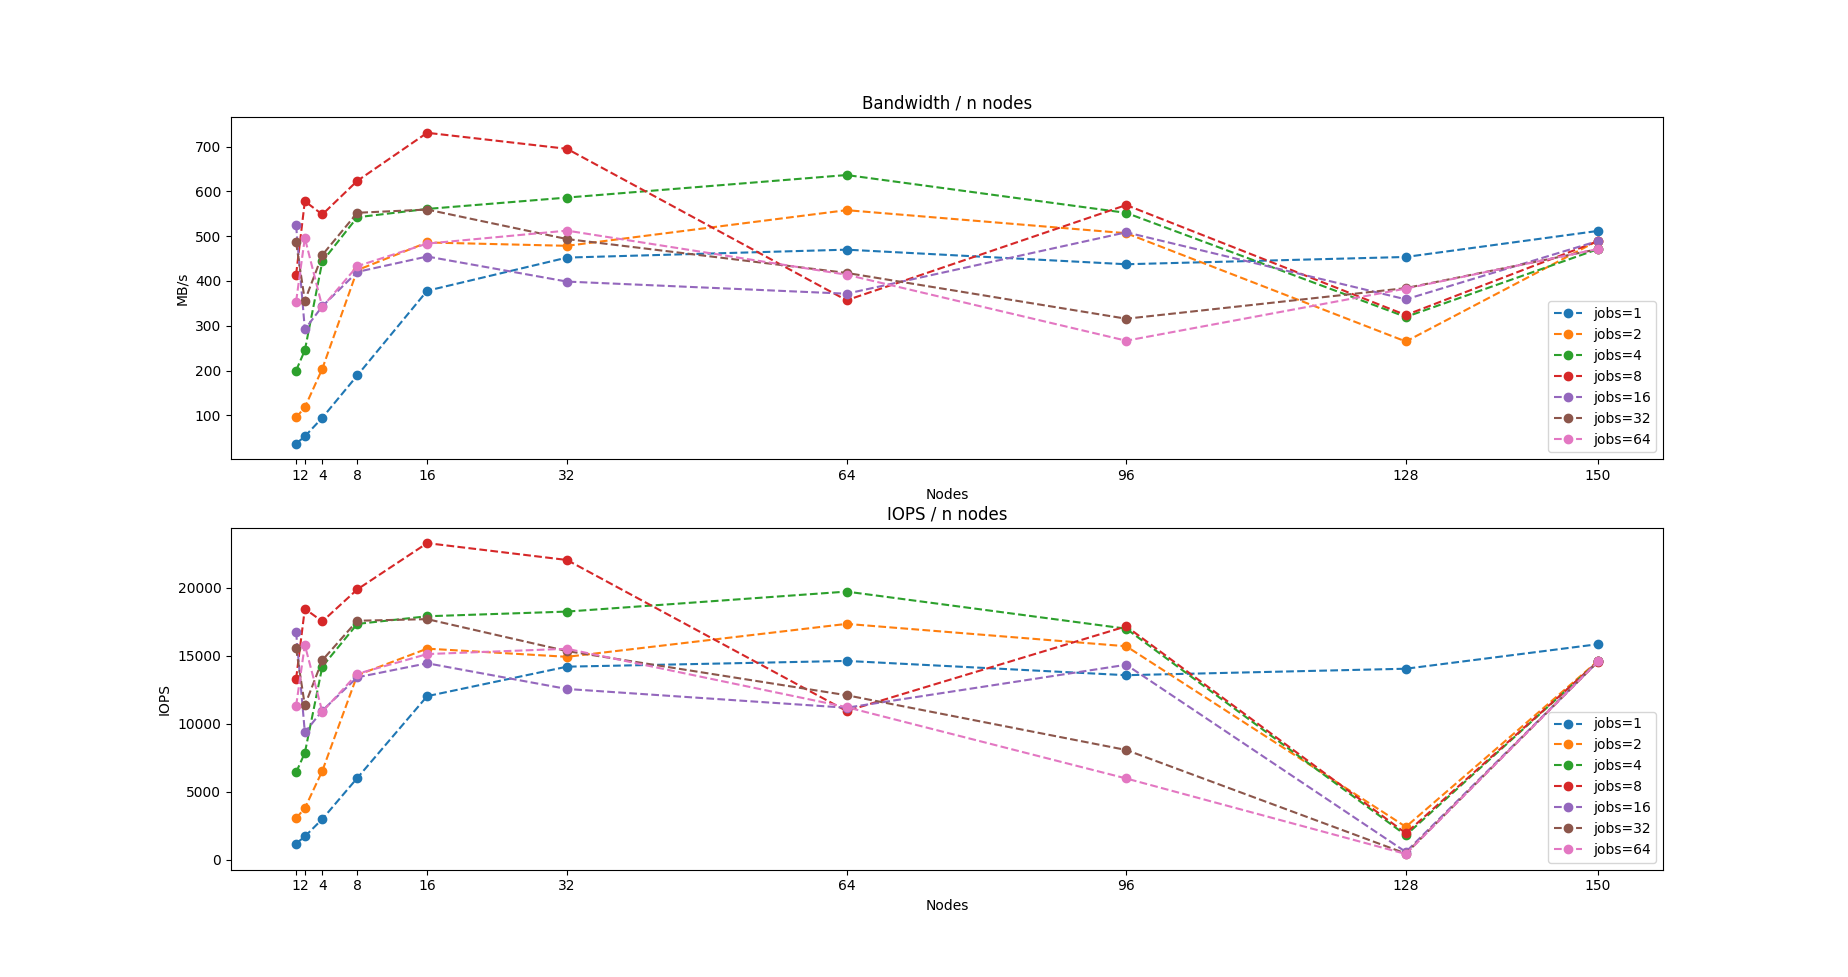 Bandwidth / n nodes
700
600
500
400
300
200
100
MB/s
1 2 4 8 16 32 64 96 128 150
Nodes
jobs=1
jobs=2
jobs=4
jobs=8
jobs=16
jobs=32
jobs=64
IOPS / n nodes
20000
15000
10000
5000
0
IOPS
1 2 4 8 16 32 64 96 128 150
Nodes
jobs=1
jobs=2
jobs=4
jobs=8
jobs=16
jobs=32
jobs=64